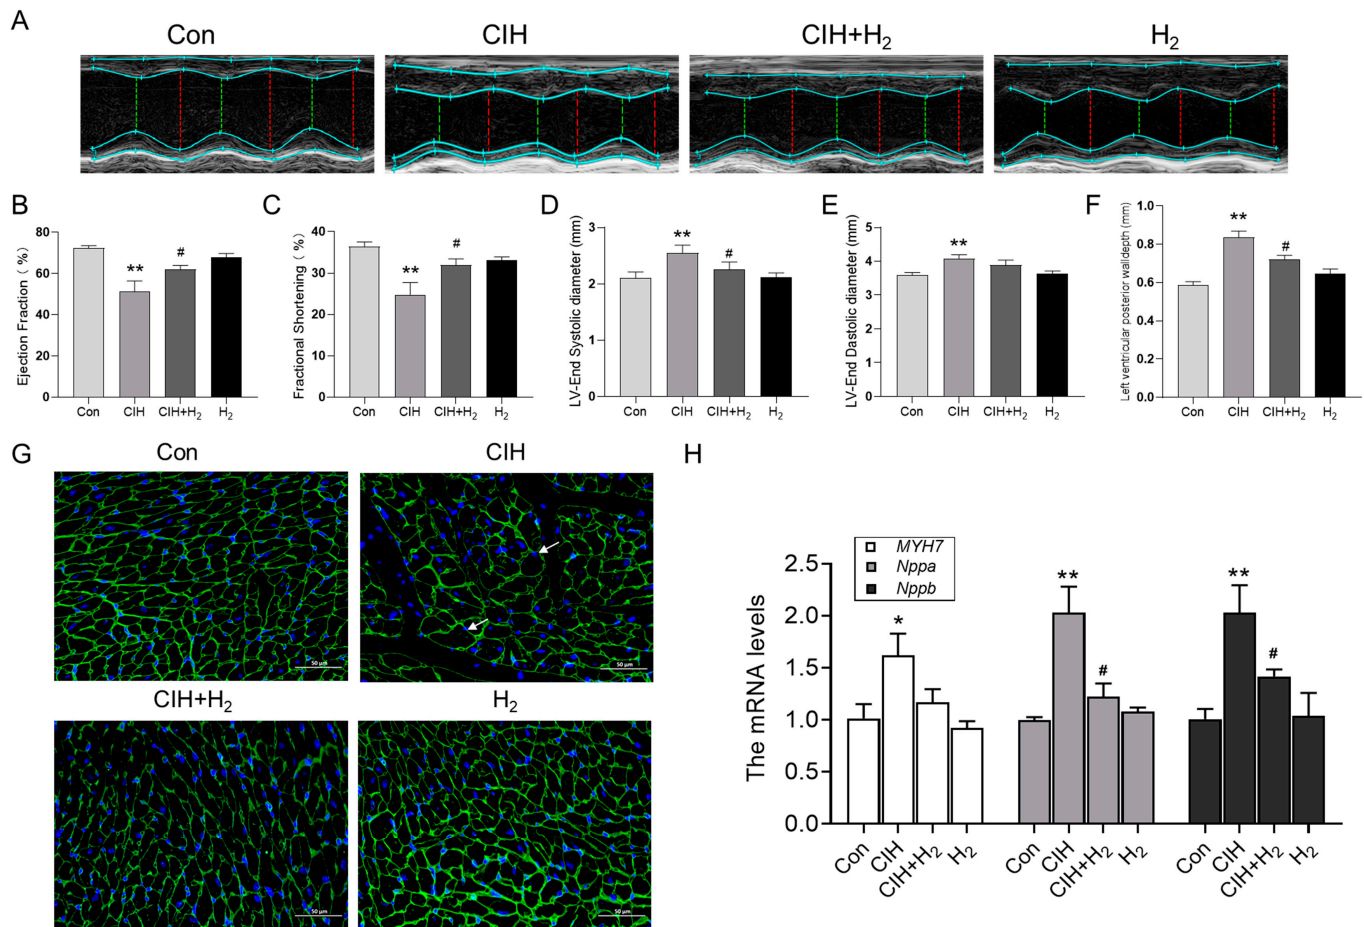 A
Con
CIH
CIH+H₂
H₂
B
Ejection Fraction (%)
80
60
40
20
0
Con
CIH
CIH+H₂
H₂
**
#
C
Fractional Shortening (%)
40
30
20
10
0
Con
CIH
CIH+H₂
H₂
**
#
D
LV-End Systolic diameter (mm)
3
2
1
0
Con
CIH
CIH+H₂
H₂
**
#
E
LV-End Dastolic diameter (mm)
6
5
4
3
2
1
0
Con
CIH
CIH+H₂
H₂
**
F
Left ventricular posterior walldepth (mm)
1.0
0.8
0.6
0.4
0.2
0.0
Con
CIH
CIH+H₂
H₂
**
#
G
Con
CIH
50 μm
50 μm
CIH+H₂
H₂
50 μm
50 μm
H
MYH7
Nppa
Nppb
The mRNA levels
2.5
2.0
1.5
1.0
0.5
0.0
*
**
#
**
#
Con
CIH
CIH+H₂
H₂
Con
CIH
CIH+H₂
H₂
Con
CIH
CIH+H₂
H₂